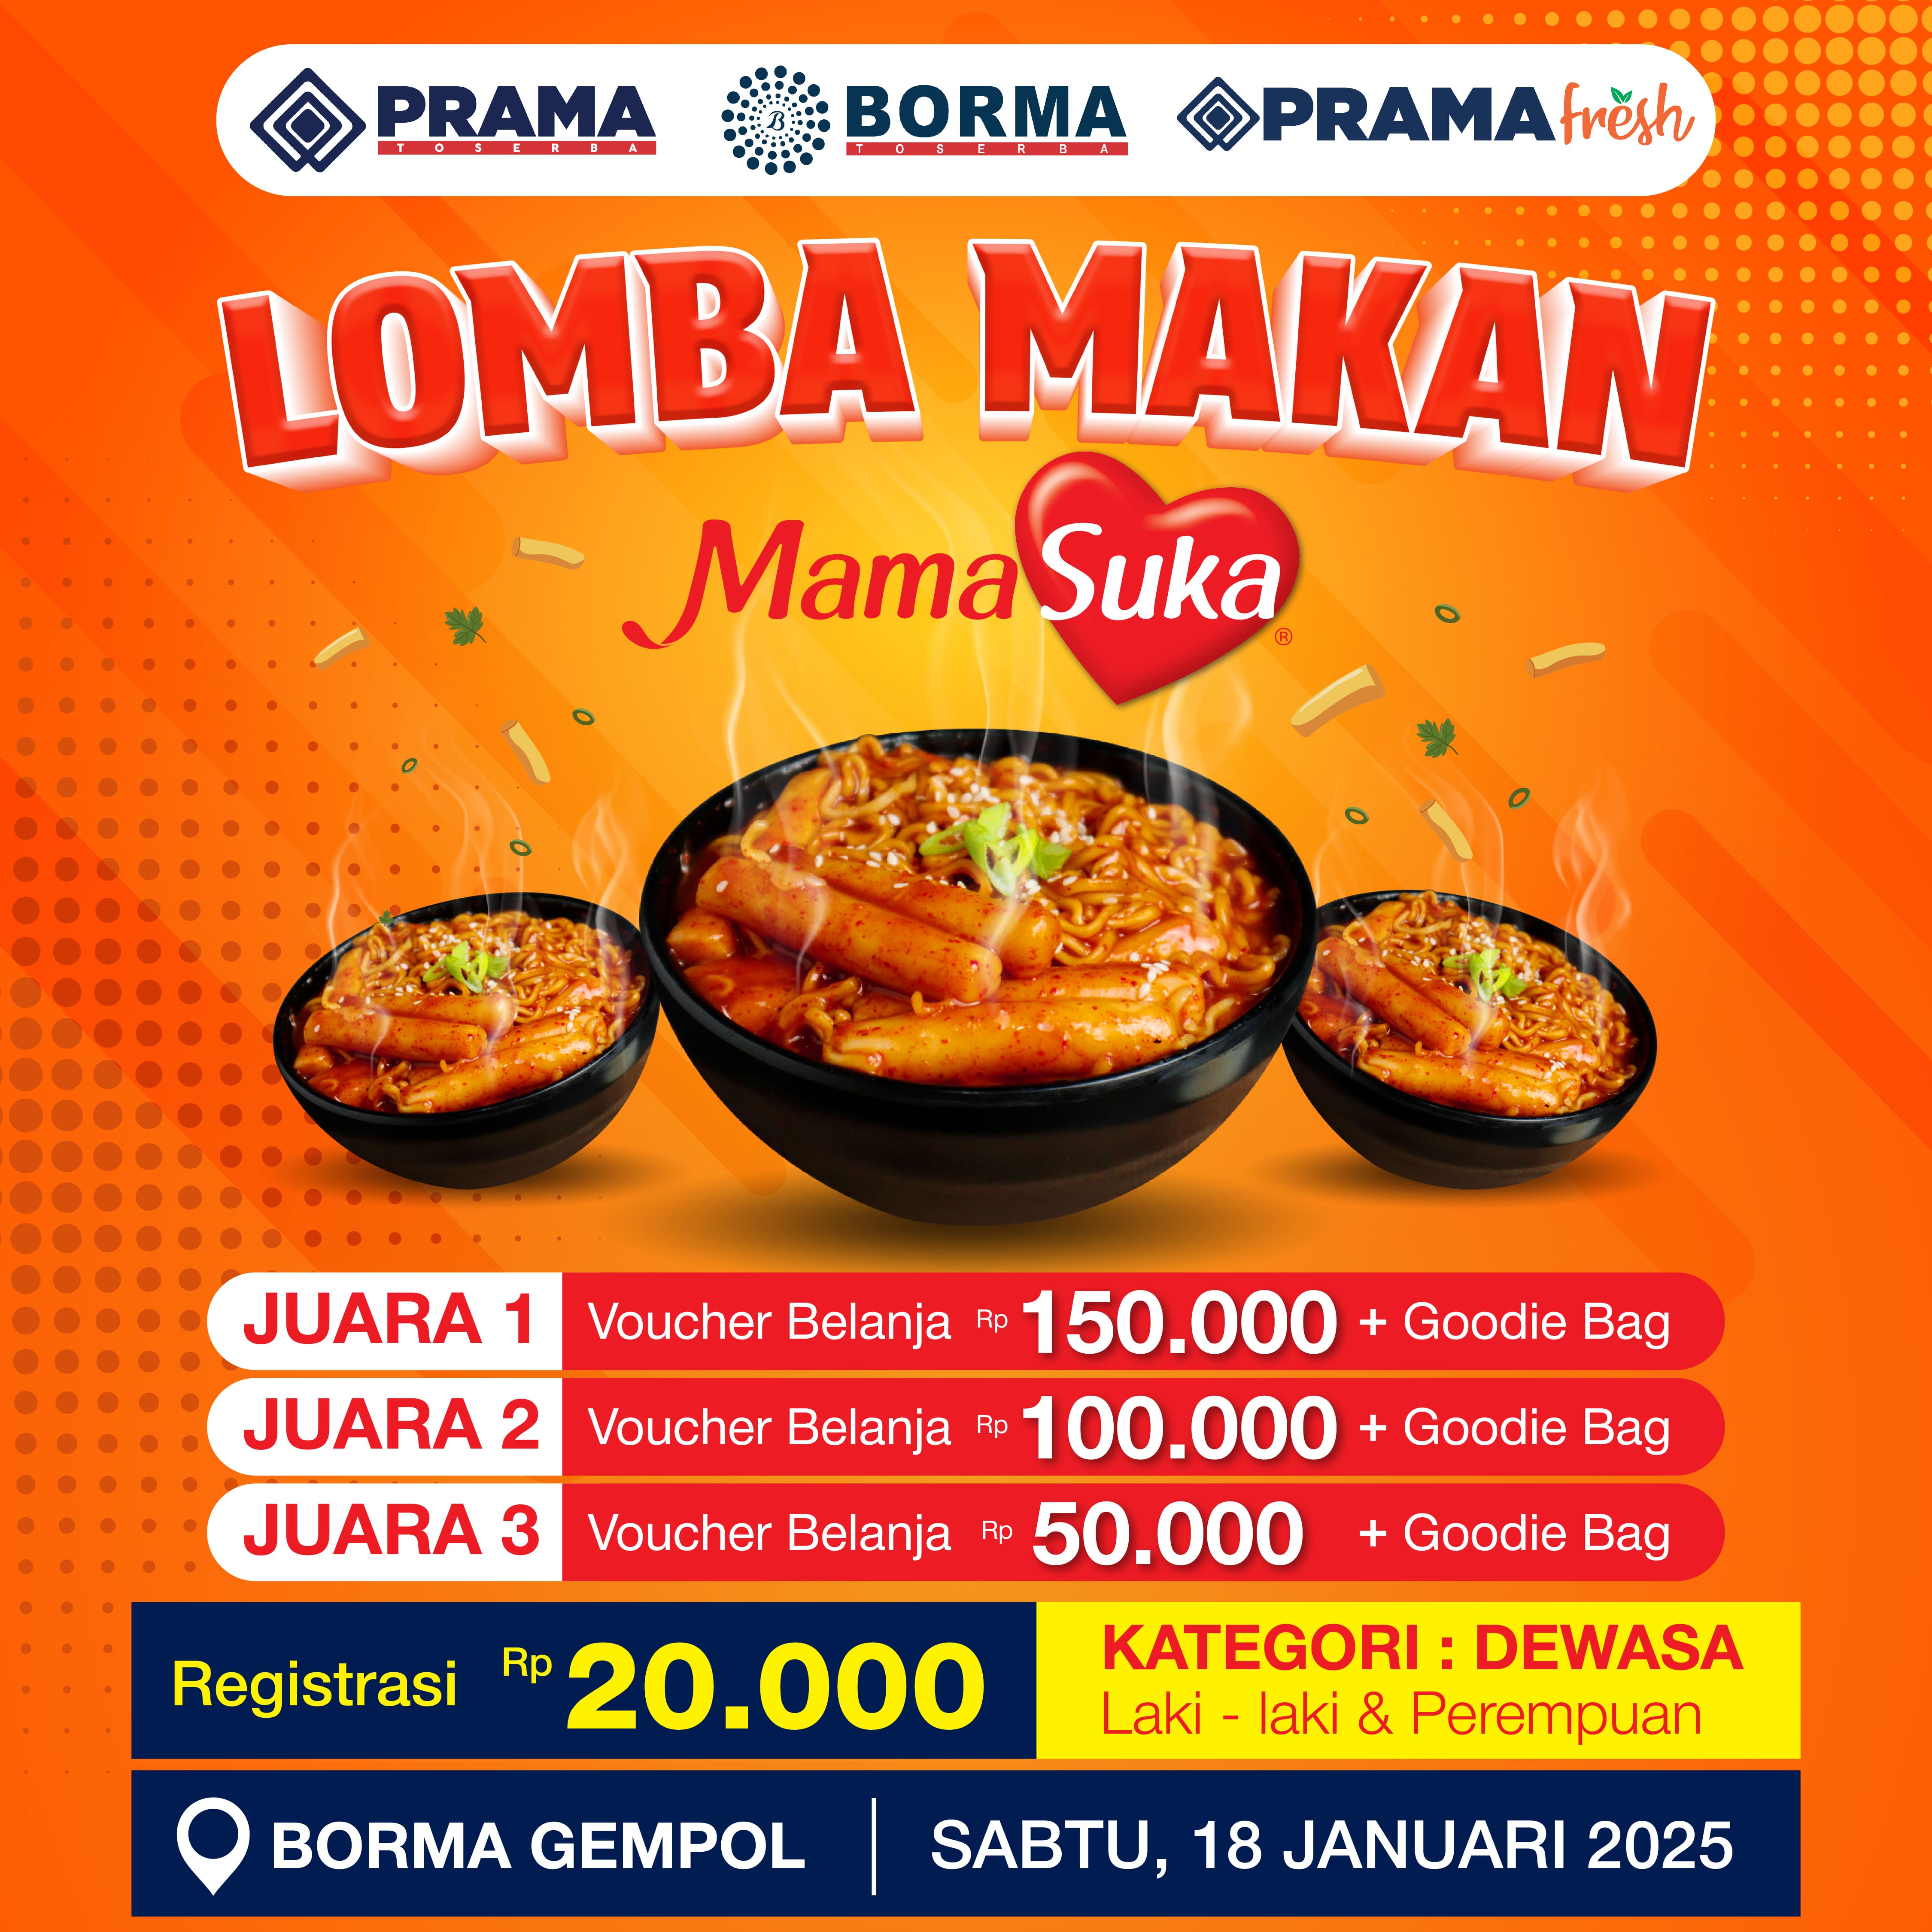 PRAMA
TOSERBA
BORMA
TOSERBA
PRAMA fresh
LOMBA MAKAN
MamaSuka®
JUARA 1 Voucher Belanja Rp 150.000 + Goodie Bag
JUARA 2 Voucher Belanja Rp 100.000 + Goodie Bag
JUARA 3 Voucher Belanja Rp 50.000 + Goodie Bag
Registrasi Rp 20.000
KATEGORI : DEWASA
Laki - laki & Perempuan
BORMA GEMPOL | SABTU, 18 JANUARI 2025